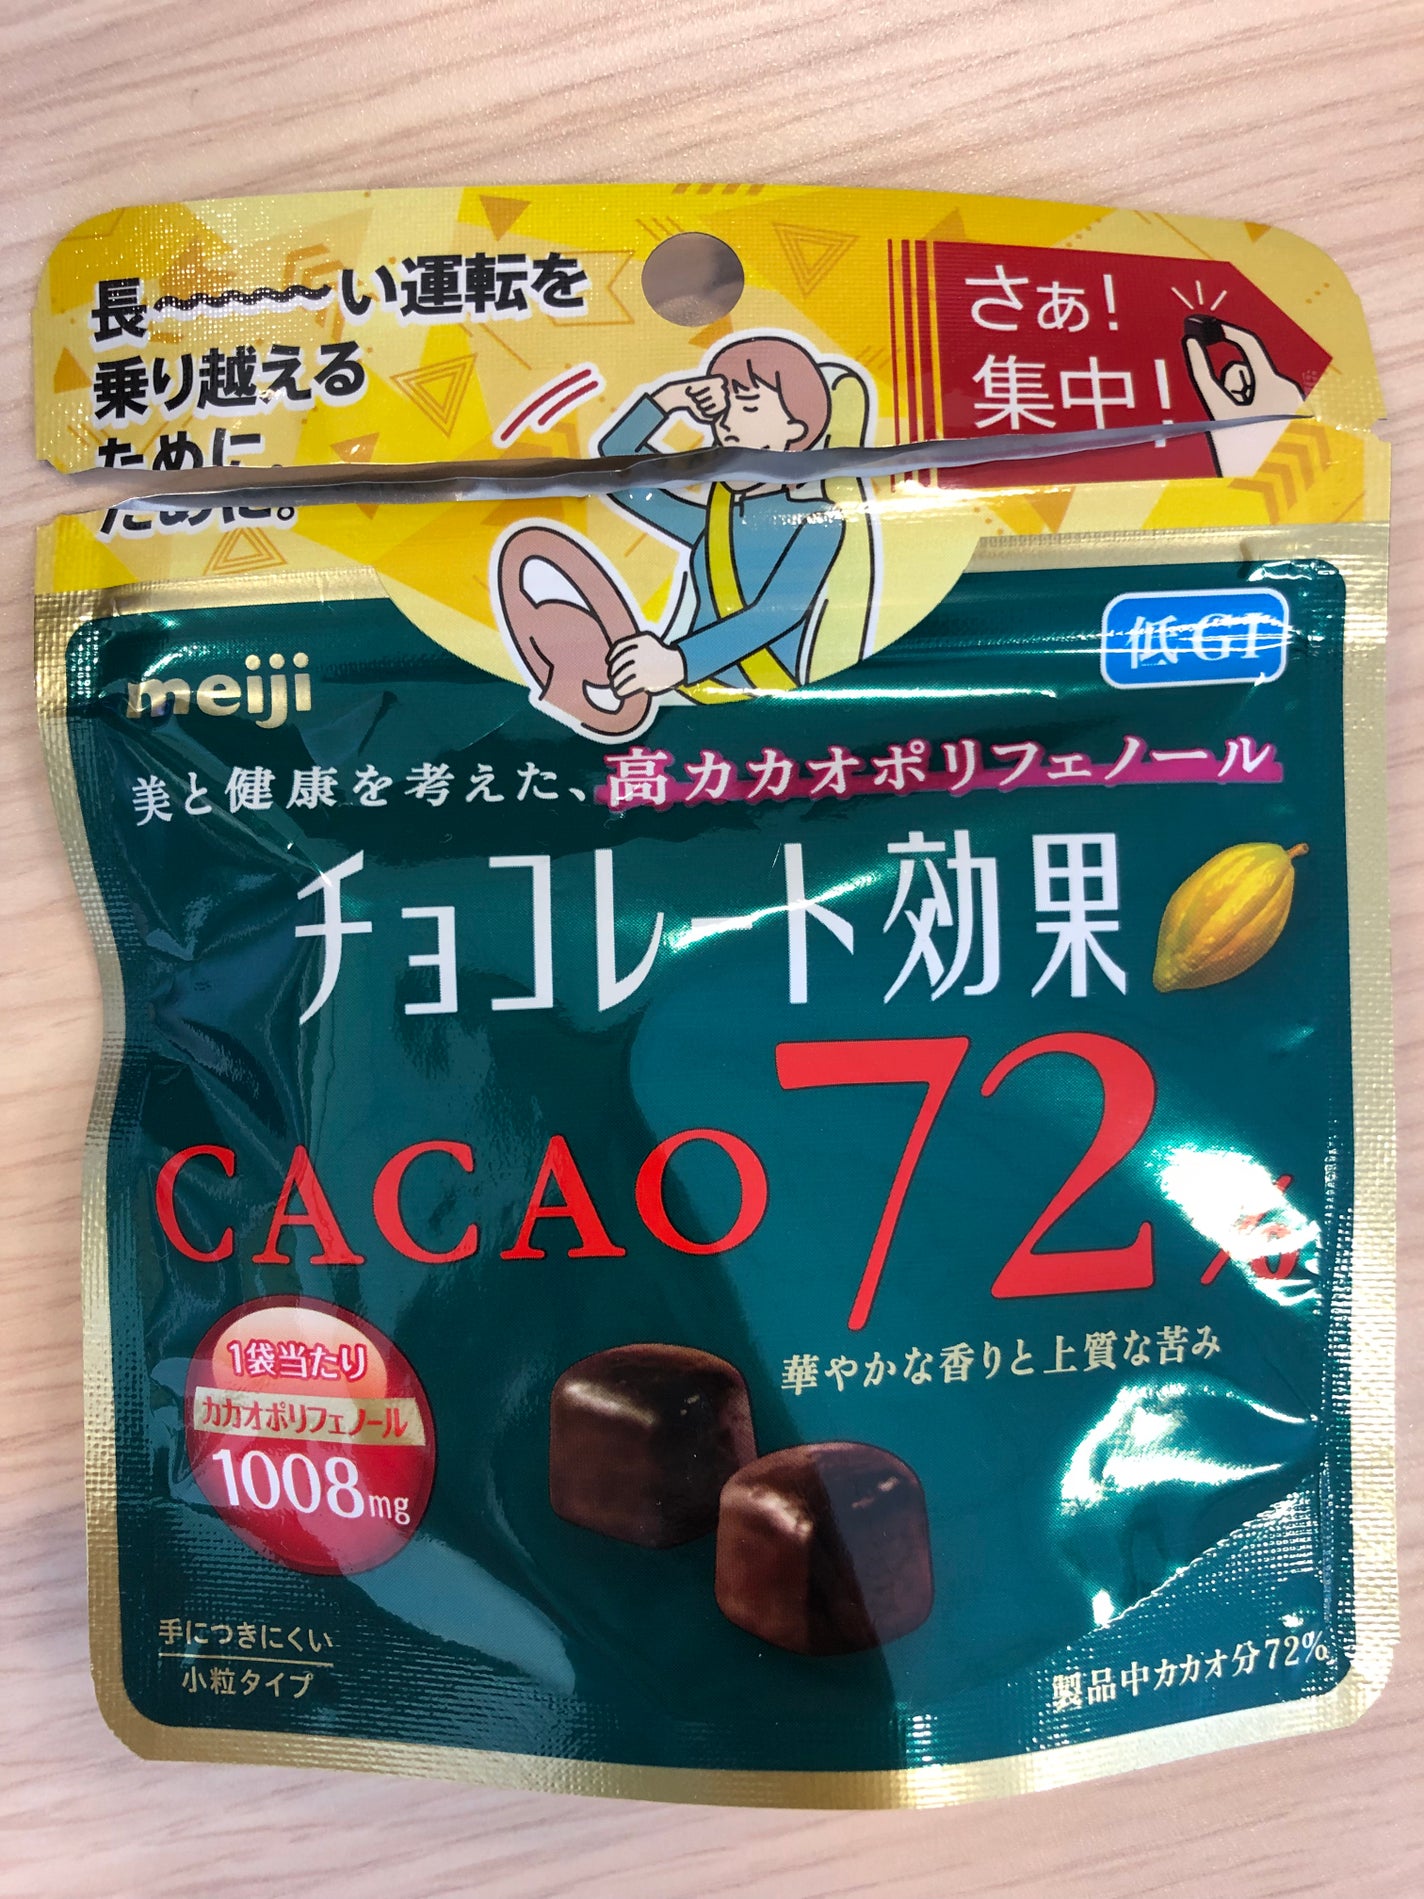 長〜〜〜い運転を
乗り越える
ために。
さぁ!
集中!
meiji
低GI
美と健康を考えた、高カカオポリフェノール
チョコレート効果
CACAO 72%
華やかな香りと上質な苦み
1袋当たり
カカオポリフェノール
1008mg
手につきにくい
小粒タイプ
製品中カカオ分72%